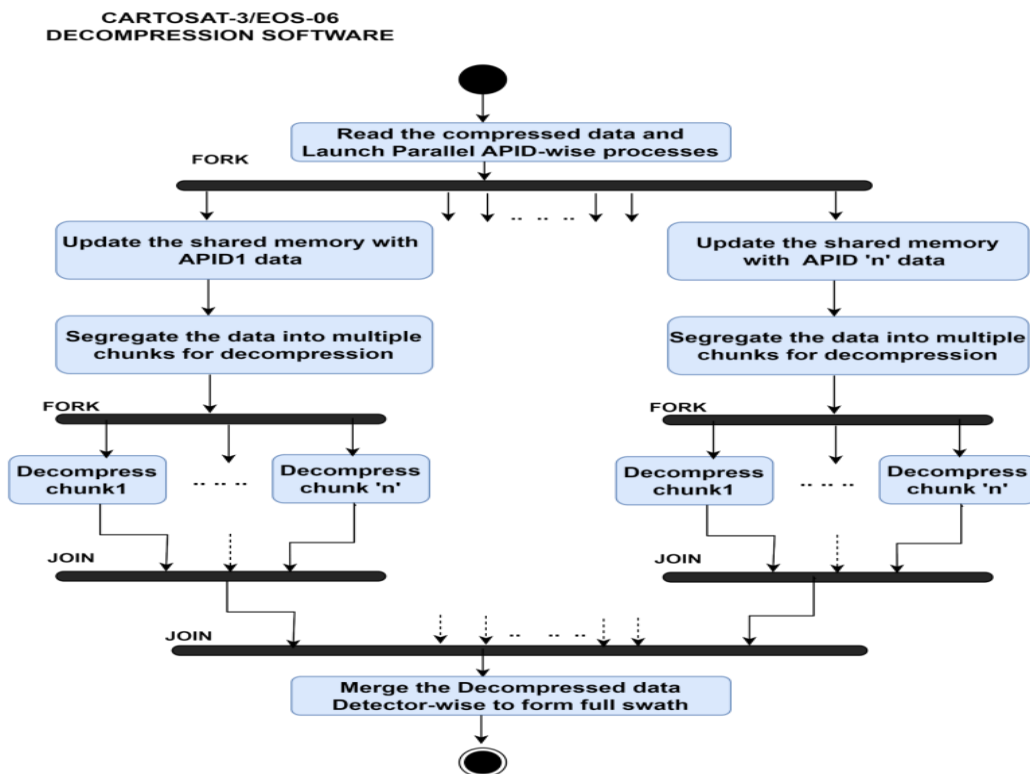 CARTOSAT-3/EOS-06
DECOMPRESSION SOFTWARE
Read the compressed data and
Launch Parallel APID-wise processes
FORK
Update the shared memory with
APID1 data
Update the shared memory
with APID 'n' data
Segregate the data into multiple
chunks for decompression
Segregate the data into multiple
chunks for decompression
FORK
FORK
Decompress
chunk1
Decompress
chunk 'n'
Decompress
chunk1
Decompress
chunk 'n'
JOIN
JOIN
JOIN
Merge the Decompressed data
Detector-wise to form full swath